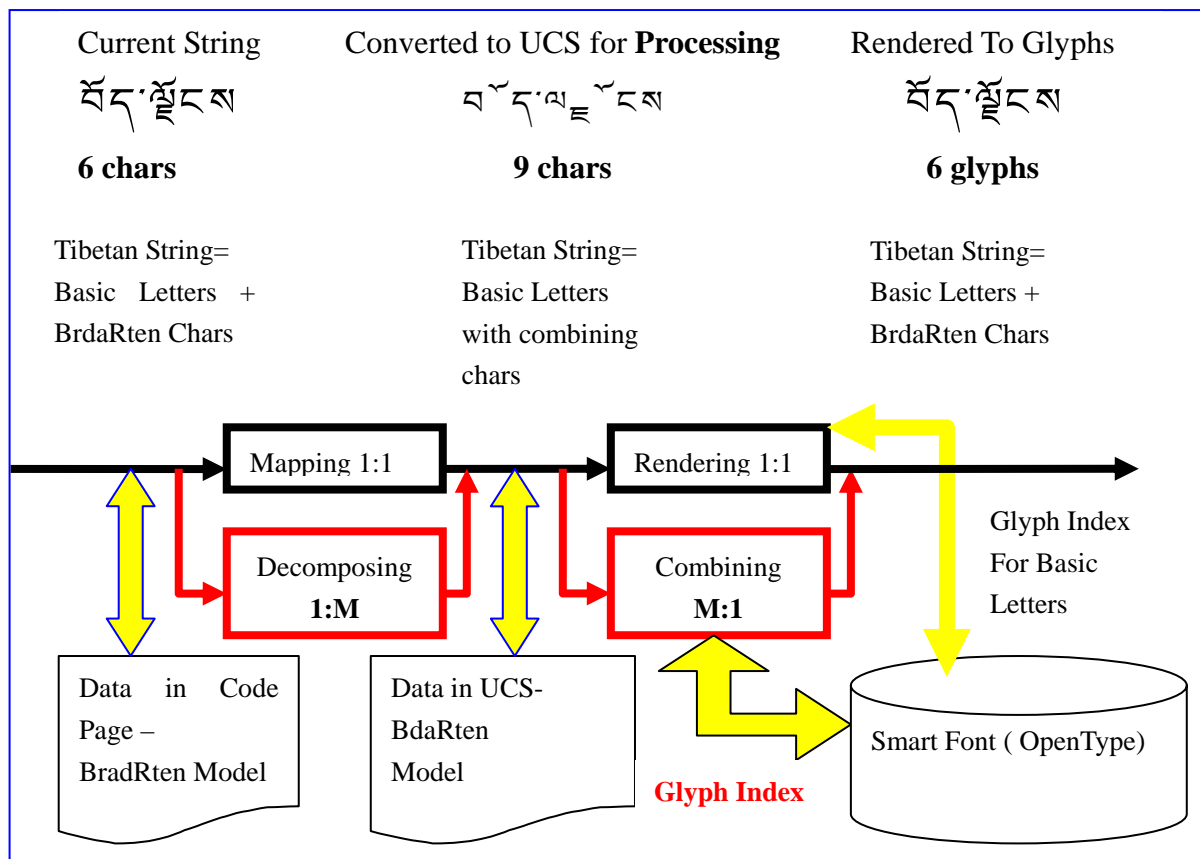 Current String
Converted to UCS for Processing
Rendered To Glyphs
བོད་ལྗོངས
བ ོ ད་ལ ྗ ོ ངས
བོད་ལྗོངས
6 chars
9 chars
6 glyphs
Tibetan String=
Basic Letters +
BrdaRten Chars
Tibetan String=
Basic Letters
with combining
chars
Tibetan String=
Basic Letters +
BrdaRten Chars
Mapping 1:1
Rendering 1:1
Decomposing
1:M
Combining
M:1
Glyph Index
For Basic
Letters
Data in Code
Page –
BradRten Model
Data in UCS-
BdaRten
Model
Glyph Index
Smart Font ( OpenType)